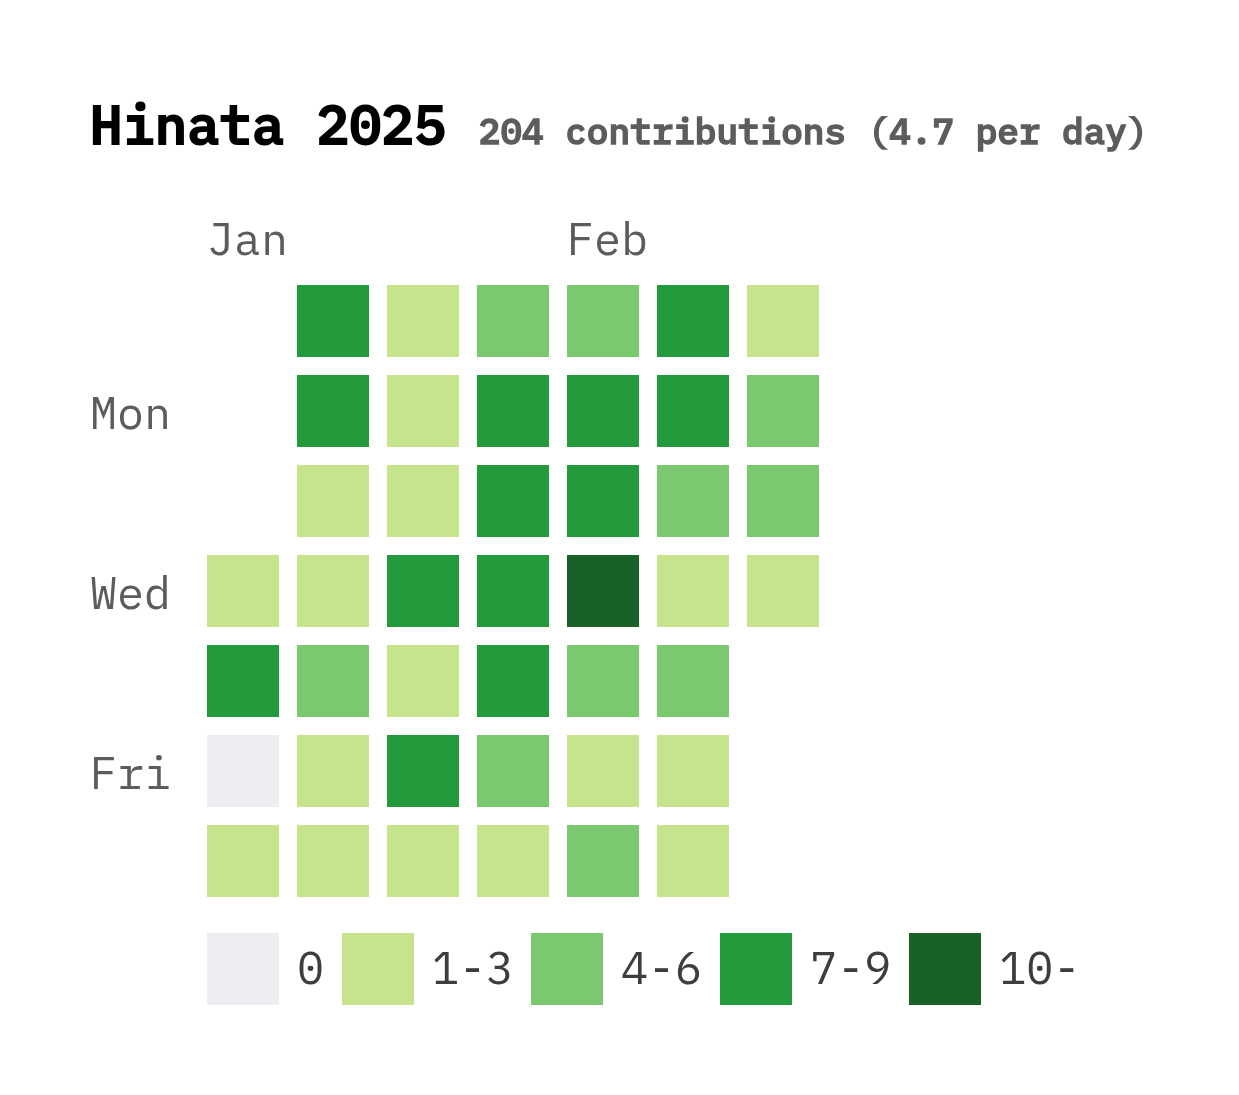 Hinata 2025 204 contributions (4.7 per day)
Jan Feb
Mon
Wed
Fri
0 1-3 4-6 7-9 10-